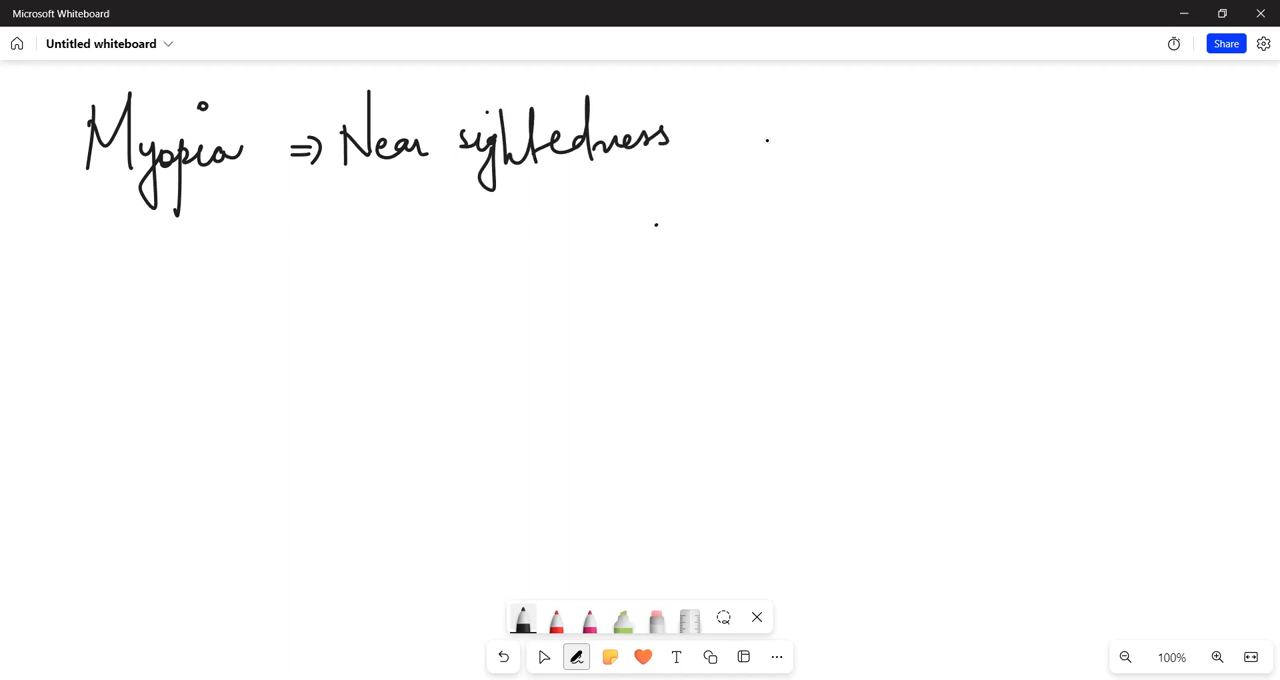 Microsoft Whiteboard
Untitled whiteboard
Share
Myopia ⇒ Near sightedness
T
100%